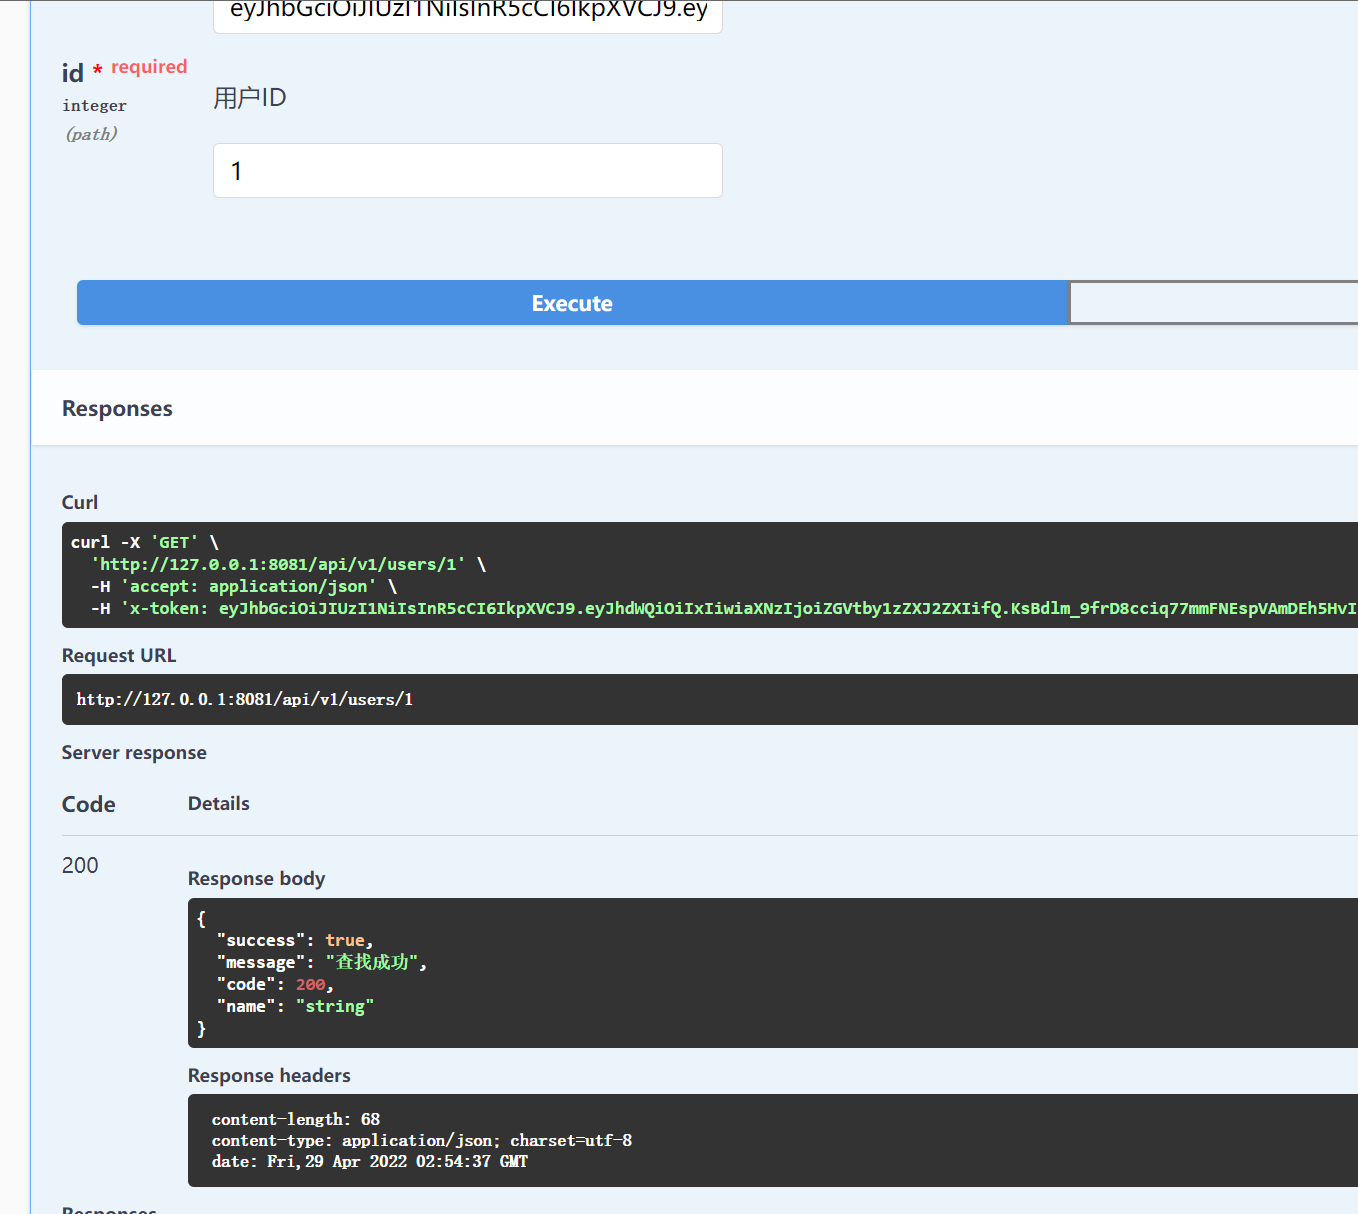 eyJhbGciOiJIUzI1NiIsInR5cCI6IkpXVCJ9.ey
id * required
用户ID
integer
(path)
1
Execute
Responses
Curl
curl -X 'GET' \
'http://127.0.0.1:8081/api/v1/users/1' \
-H 'accept: application/json' \
-H 'x-token: eyJhbGciOiJIUzI1NiIsInR5cCI6IkpXVCJ9.eyJhdWQiOiIxIiwiaXNzIjoiZGVtby1zZXJ2ZXIifQ.KsBdlm_9frD8cciq77mmFNEspVAmDEh5HvI
Request URL
http://127.0.0.1:8081/api/v1/users/1
Server response
Code Details
200
Response body
{
"success": true,
"message": "查找成功",
"code": 200,
"name": "string"
}
Response headers
content-length: 68
content-type: application/json; charset=utf-8
date: Fri,29 Apr 2022 02:54:37 GMT
Responses